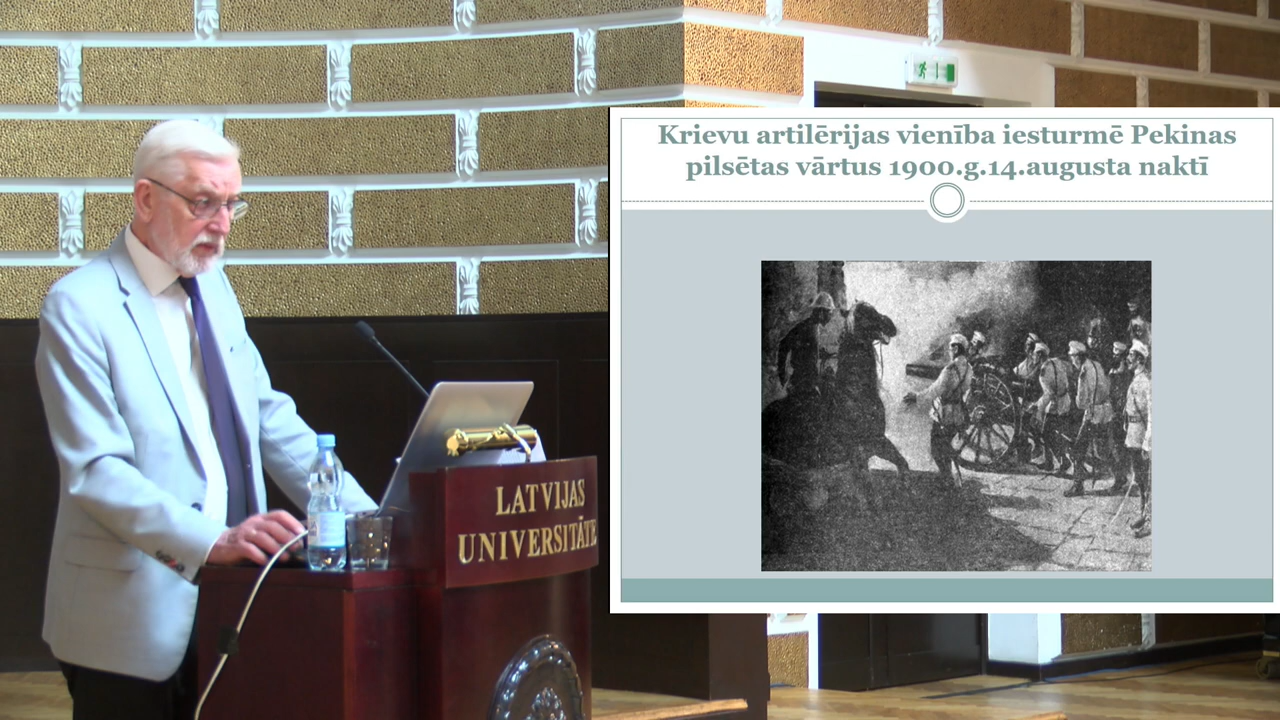 Krievu artilērijas vienība iesturmē Pekinas
pilsētas vārtus 1900.g.14.augusta naktī
LATVIJAS
UNIVERSITĀTE